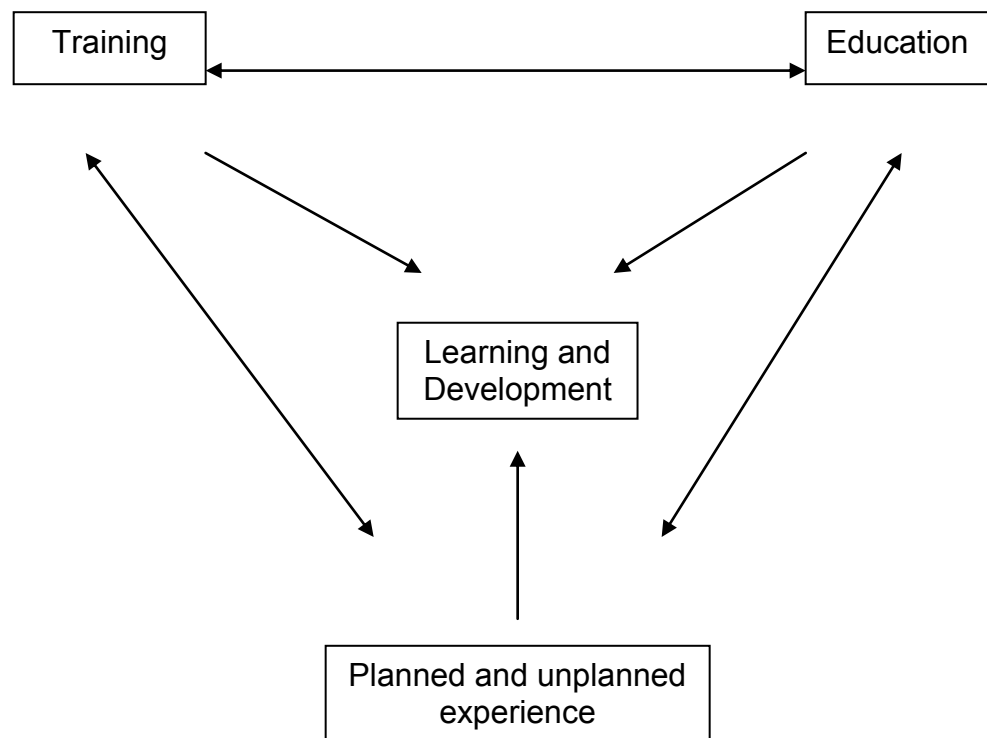 Training
Education
Learning and
Development
Planned and unplanned
experience